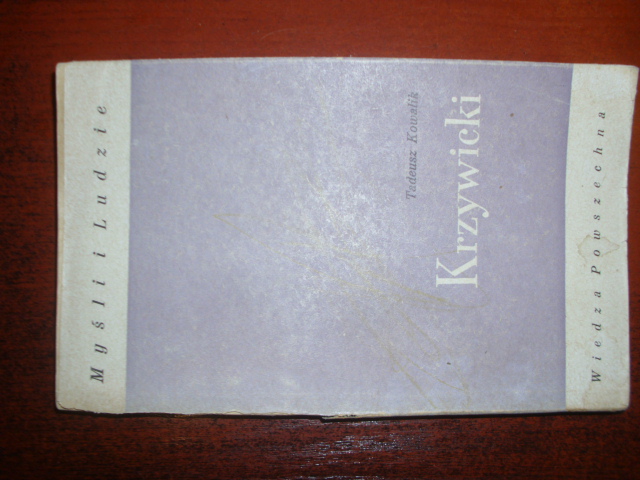 Myśli i Ludzie
Tadeusz Kowalik
Krzywicki
Wiedza Powszechna